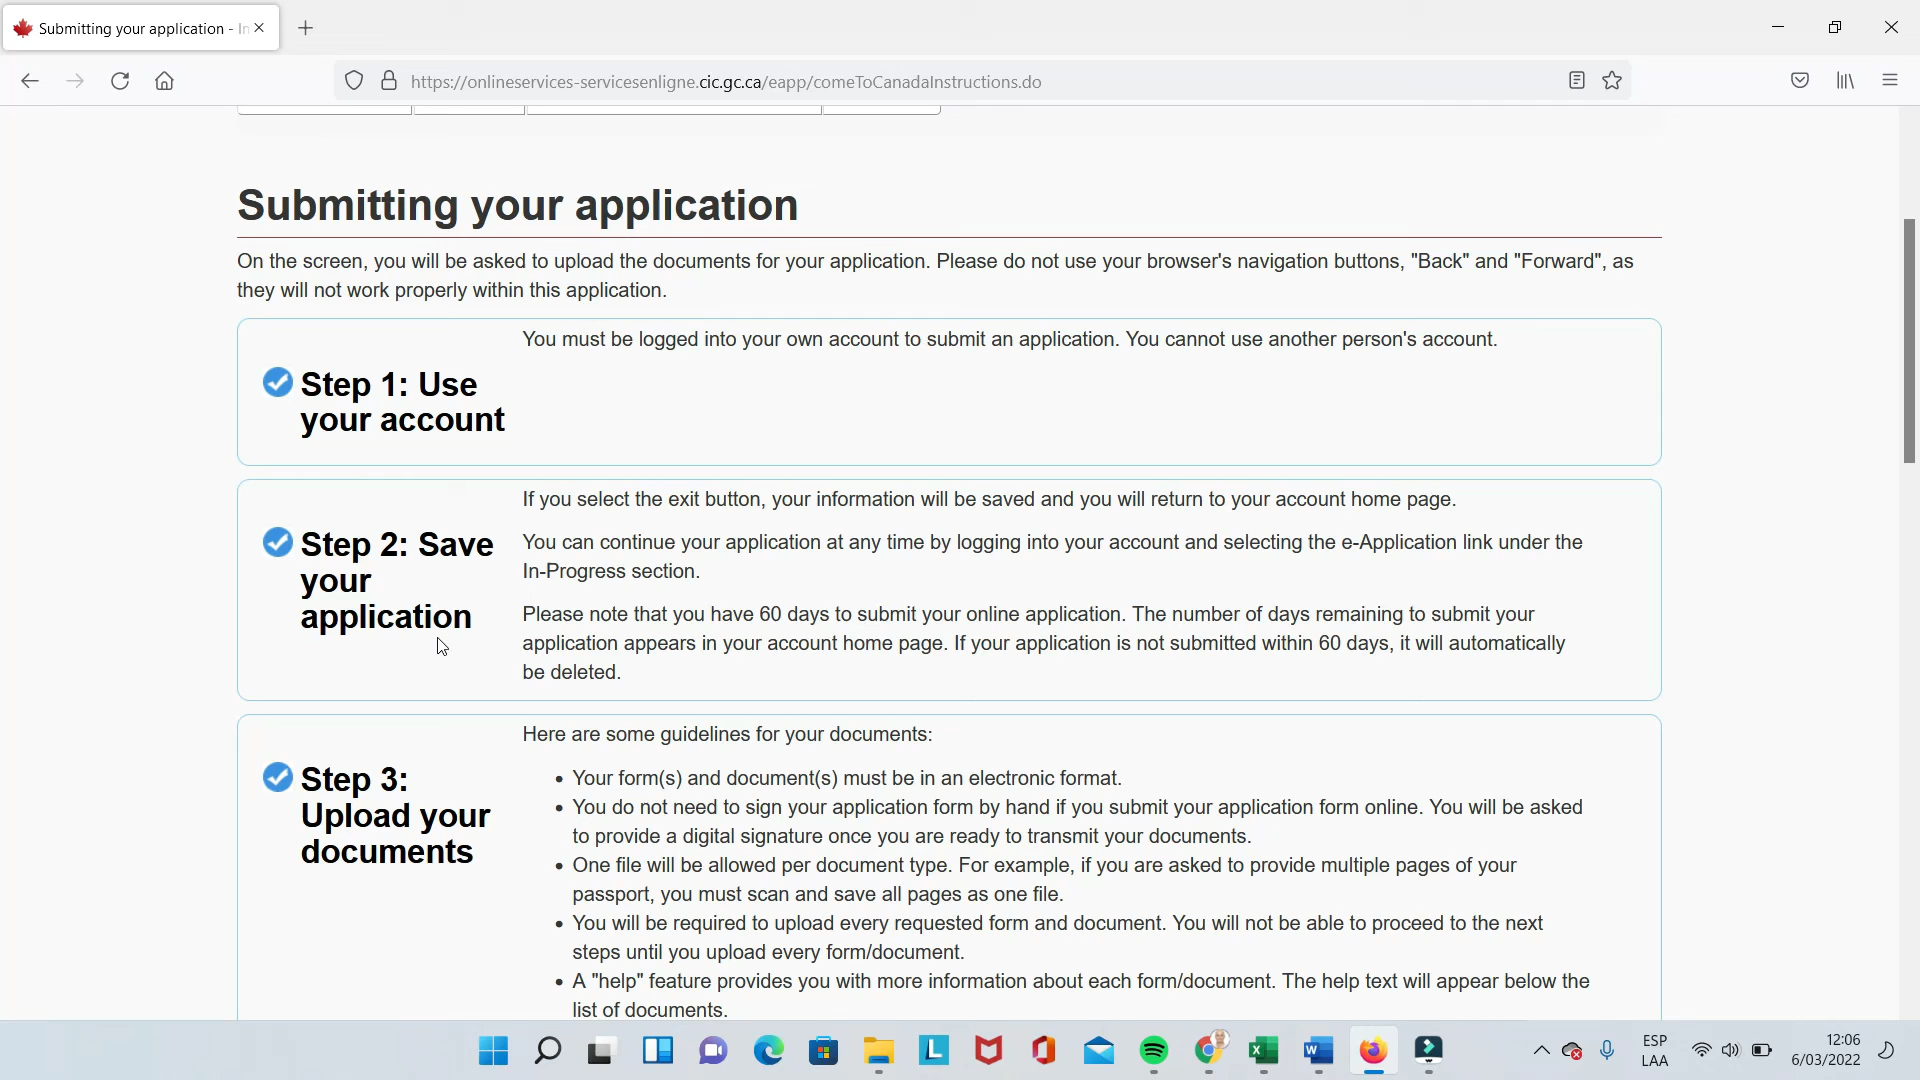 Submitting your application - In
https://onlineservices-servicesenligne.cic.gc.ca/eapp/comeToCanadaInstructions.do
Submitting your application
On the screen, you will be asked to upload the documents for your application. Please do not use your browser's navigation buttons, "Back" and "Forward", as
they will not work properly within this application.
Step 1: Use
your account
You must be logged into your own account to submit an application. You cannot use another person's account.
Step 2: Save
your
application
If you select the exit button, your information will be saved and you will return to your account home page.
You can continue your application at any time by logging into your account and selecting the e-Application link under the
In-Progress section.
Please note that you have 60 days to submit your online application. The number of days remaining to submit your
application appears in your account home page. If your application is not submitted within 60 days, it will automatically
be deleted.
Step 3:
Upload your
documents
Here are some guidelines for your documents:
• Your form(s) and document(s) must be in an electronic format.
• You do not need to sign your application form by hand if you submit your application form online. You will be asked
to provide a digital signature once you are ready to transmit your documents.
• One file will be allowed per document type. For example, if you are asked to provide multiple pages of your
passport, you must scan and save all pages as one file.
• You will be required to upload every requested form and document. You will not be able to proceed to the next
steps until you upload every form/document.
• A "help" feature provides you with more information about each form/document. The help text will appear below the
list of documents.
L
ESP
LAA
12:06
6/03/2022